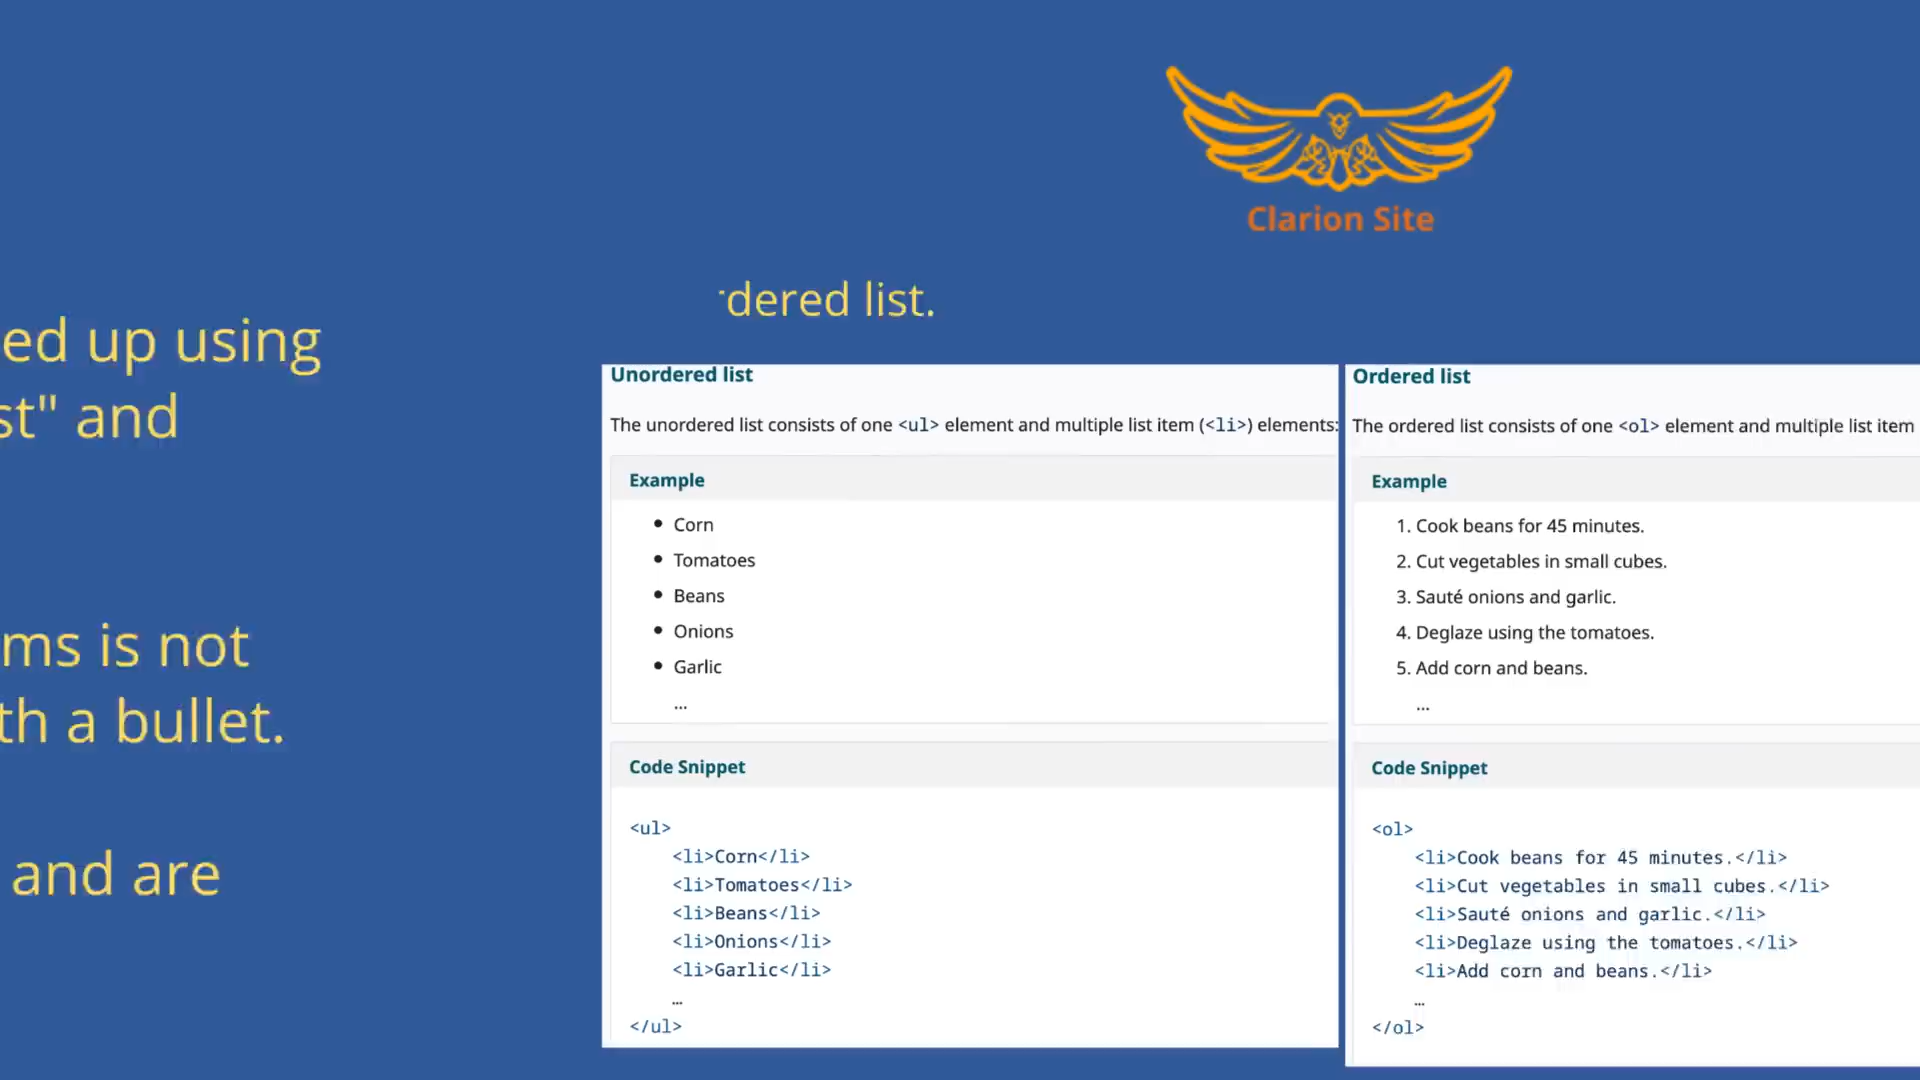 Clarion Site
dered list.
ed up using
st" and
ms is not
th a bullet.
and are
Unordered list
The unordered list consists of one <ul> element and multiple list item (<li>) elements:
Example
• Corn
• Tomatoes
• Beans
• Onions
• Garlic
...
Code Snippet
<ul>
<li>Corn</li>
<li>Tomatoes</li>
<li>Beans</li>
<li>Onions</li>
<li>Garlic</li>
…
</ul>
Ordered list
The ordered list consists of one <ol> element and multiple list item
Example
1. Cook beans for 45 minutes.
2. Cut vegetables in small cubes.
3. Sauté onions and garlic.
4. Deglaze using the tomatoes.
5. Add corn and beans.
...
Code Snippet
<ol>
<li>Cook beans for 45 minutes.</li>
<li>Cut vegetables in small cubes.</li>
<li>Sauté onions and garlic.</li>
<li>Deglaze using the tomatoes.</li>
<li>Add corn and beans.</li>
…
</ol>